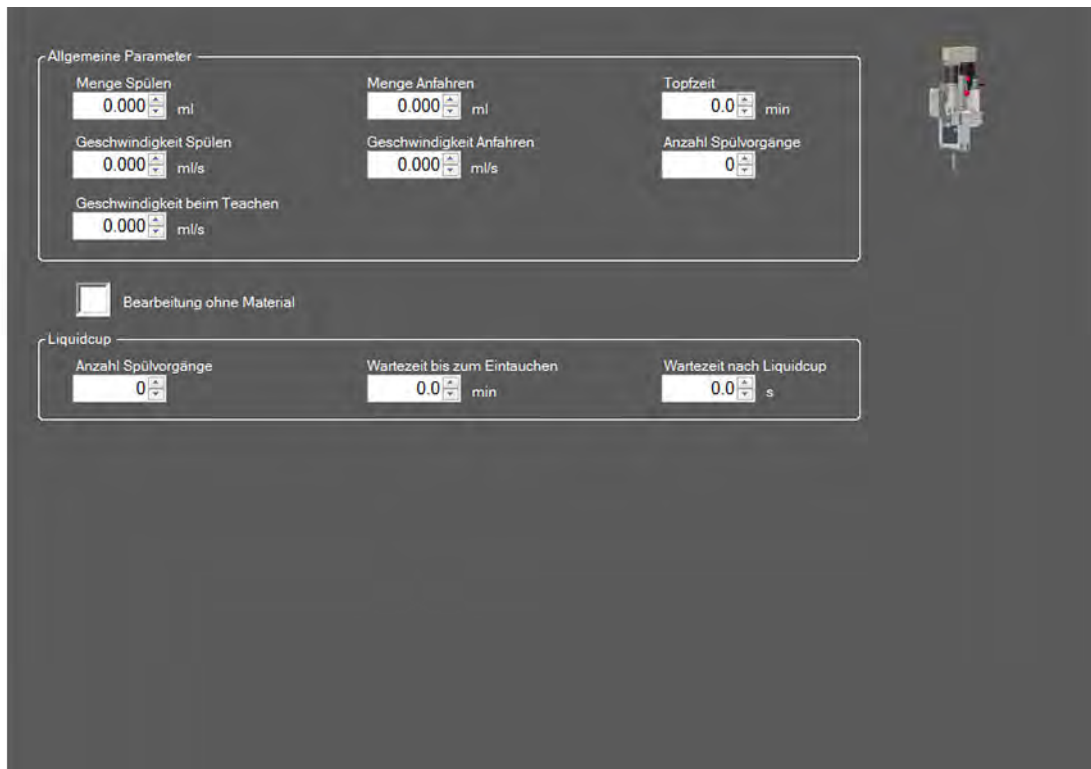 Allgemeine Parameter
Menge Spülen Menge Anfahren Topfzeit
0.000 ml 0.000 ml 0.0 min
Geschwindigkeit Spülen Geschwindigkeit Anfahren Anzahl Spülvorgänge
0.000 ml/s 0.000 ml/s 0
Geschwindigkeit beim Teachen
0.000 ml/s
Bearbeitung ohne Material
Liquidcup
Anzahl Spülvorgänge Wartezeit bis zum Eintauchen Wartezeit nach Liquidcup
0 0.0 min 0.0 s